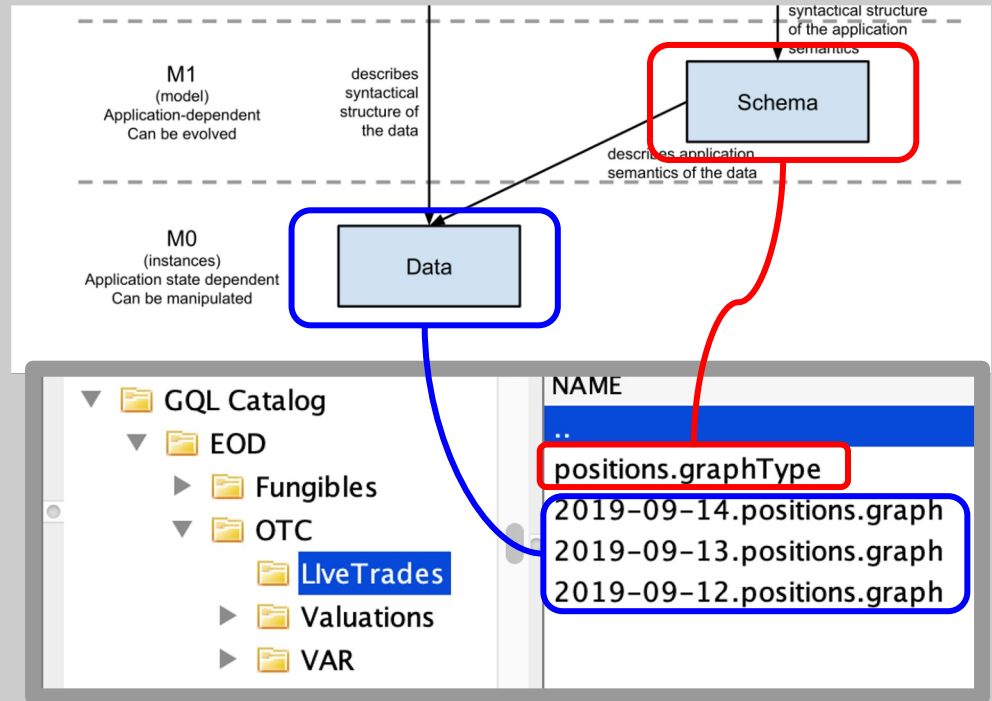 syntactical structure
of the application
semantics
M1
(model)
Application-dependent
Can be evolved
describes
syntactical
structure of
the data
Schema
describes application
semantics of the data
M0
(instances)
Application state dependent
Can be manipulated
Data
GQL Catalog
EOD
Fungibles
OTC
LIveTrades
Valuations
VAR
NAME
..
positions.graphType
2019-09-14.positions.graph
2019-09-13.positions.graph
2019-09-12.positions.graph